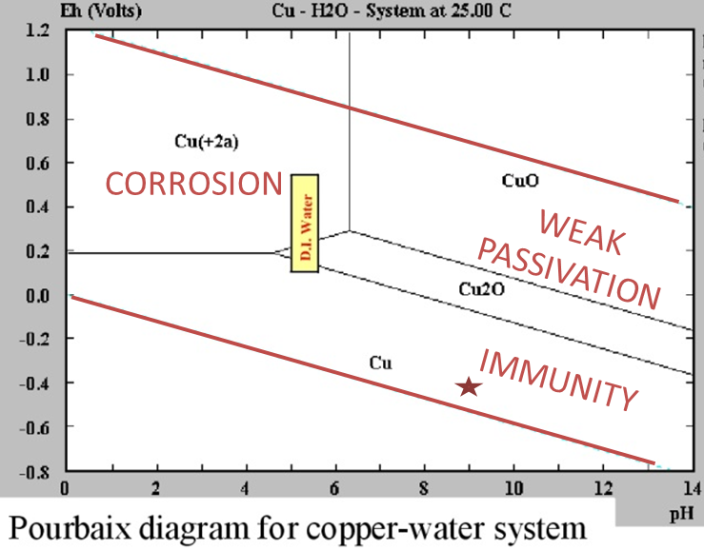 Eh (Volts)
Cu - H2O - System at 25.00 C
1.2
1.0
0.8
0.6
0.4
0.2
0.0
-0.2
-0.4
-0.6
-0.8
Cu(+2a)
CORROSION
D.I. Water
CuO
WEAK
PASSIVATION
Cu2O
Cu
IMMUNITY
0
2
4
6
8
10
12
14
pH
Pourbaix diagram for copper-water system